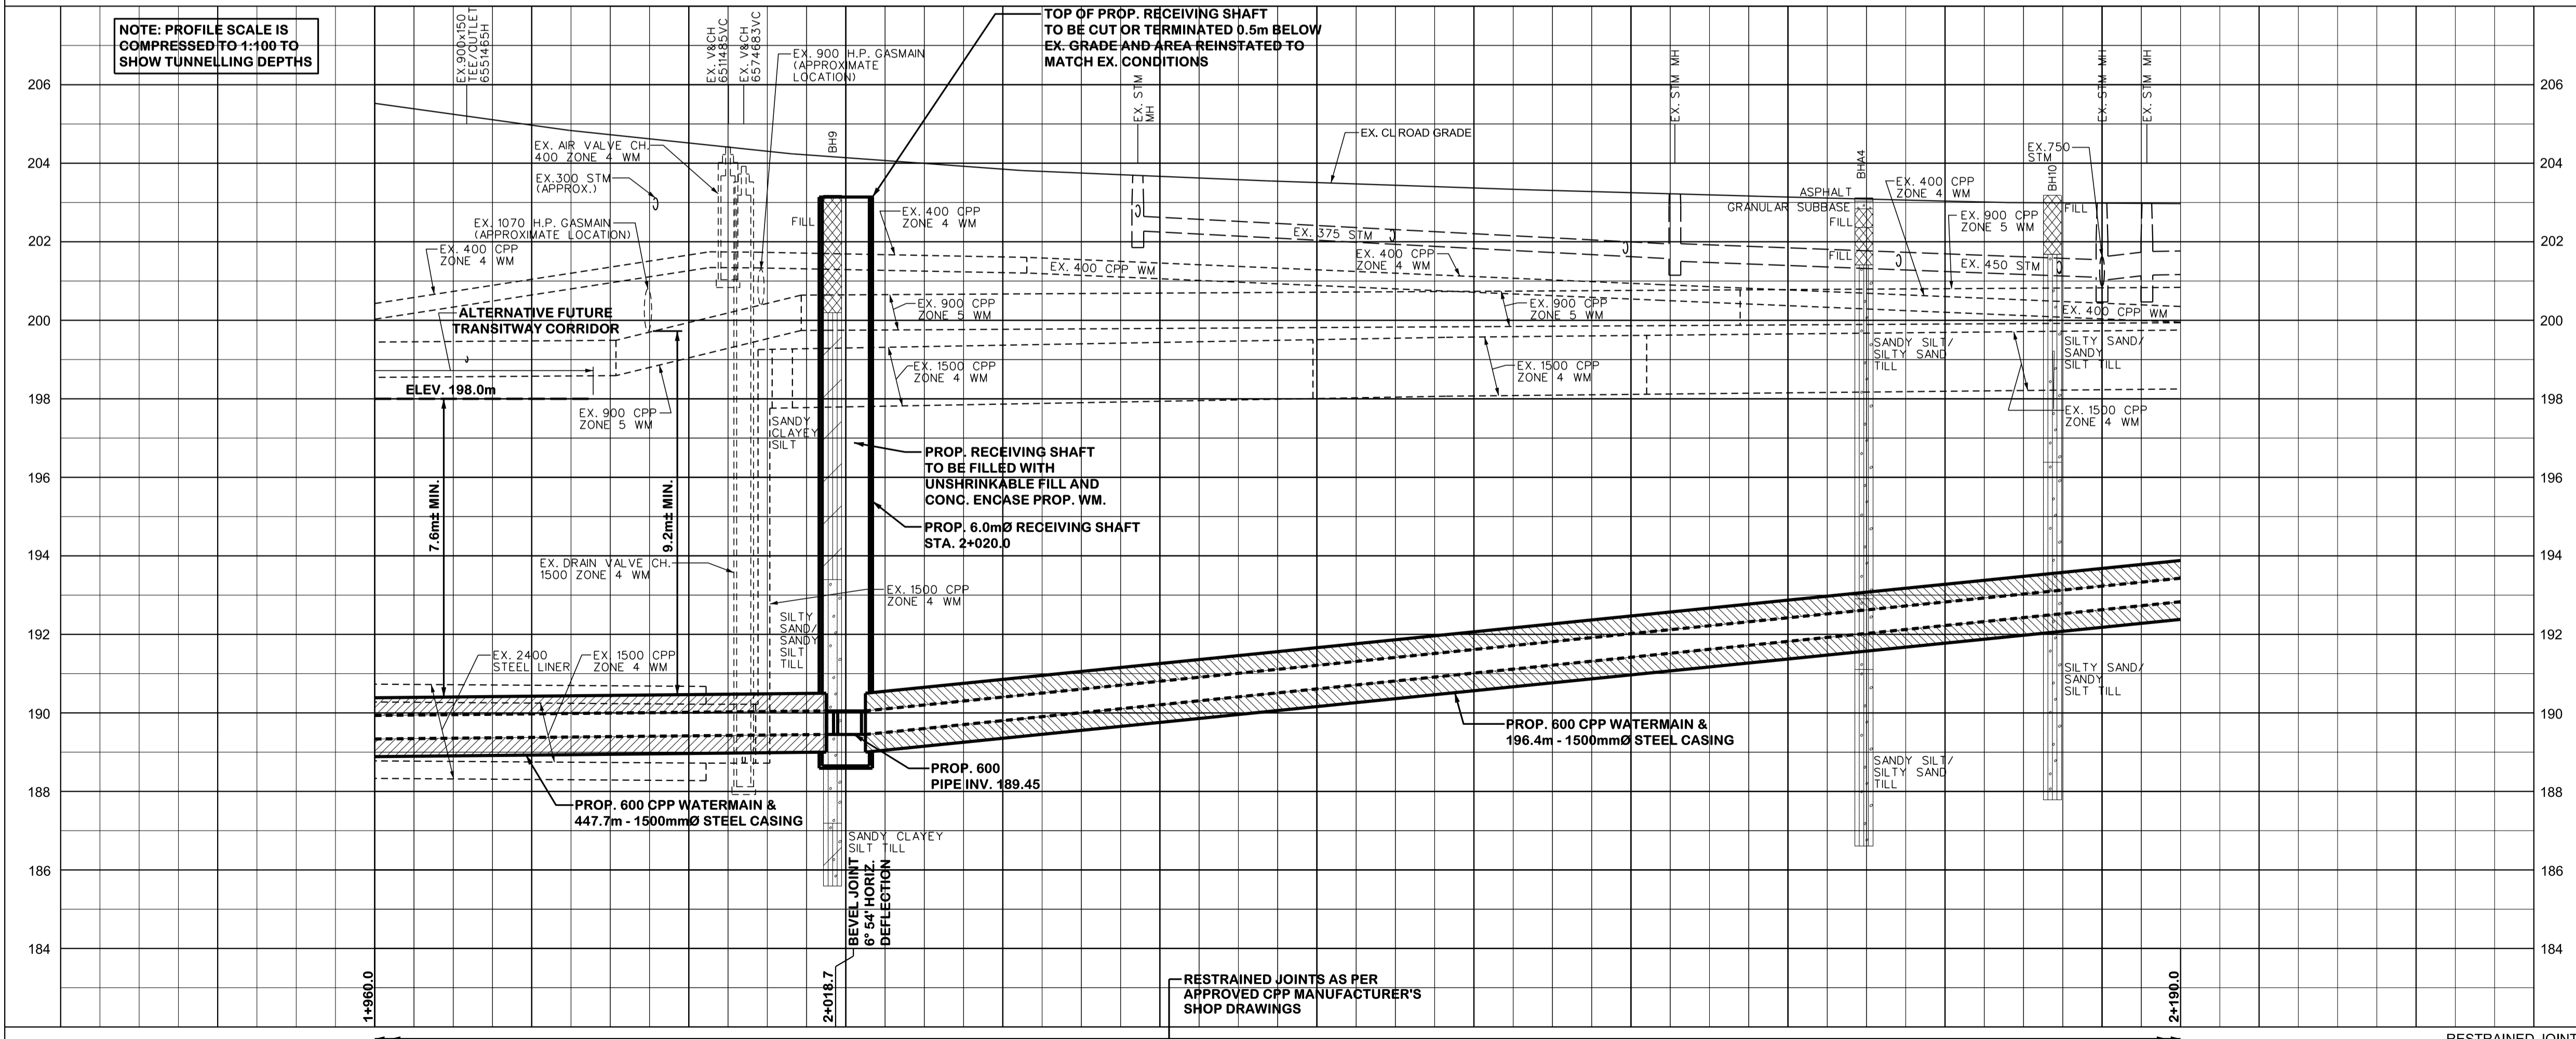 NOTE: PROFILE SCALE IS
COMPRESSED TO 1:100 TO
SHOW TUNNELLING DEPTHS
EX.900x150
TEE/OUTLET
6551465H
EX. V&CH
6511485VC
EX. V&CH
6574683VC
EX. 900 H.P. GASMAIN
(APPROXIMATE
LOCATION)
TOP OF PROP. RECEIVING SHAFT
TO BE CUT OR TERMINATED 0.5m BELOW
EX. GRADE AND AREA REINSTATED TO
MATCH EX. CONDITIONS
EX. STM
MH
EX. STM MH
EX. STM MH
EX. STM MH
206
204
202
200
198
196
194
192
190
188
186
184
206
204
202
200
198
196
194
192
190
188
186
184
EX. AIR VALVE CH.
400 ZONE 4 WM
EX.300 STM
(APPROX.)
EX. 1070 H.P. GASMAIN
(APPROXIMATE LOCATION)
EX. 400 CPP
ZONE 4 WM
BH9
FILL
EX. 400 CPP
ZONE 4 WM
EX. CL ROAD GRADE
EX. 375 STM
EX. 400 CPP WM
EX. 400 CPP
ZONE 4 WM
BHA4
ASPHALT
GRANULAR SUBBASE
FILL
FILL
EX. 400 CPP
ZONE 4 WM
EX. 900 CPP
ZONE 5 WM
EX.750
STM
BH10
FILL
EX. 450 STM
EX. 400 CPP WM
ALTERNATIVE FUTURE
TRANSITWAY CORRIDOR
ELEV. 198.0m
EX. 900 CPP
ZONE 5 WM
EX. 900 CPP
ZONE 5 WM
EX. 900 CPP
ZONE 5 WM
EX. 1500 CPP
ZONE 4 WM
EX. 1500 CPP
ZONE 4 WM
SANDY SILT/
SILTY SAND
TILL
SILTY SAND/
SANDY
SILT TILL
EX. 1500 CPP
ZONE 4 WM
SANDY
CLAYEY
SILT
PROP. RECEIVING SHAFT
TO BE FILLED WITH
UNSHRINKABLE FILL AND
CONC. ENCASE PROP. WM.
PROP. 6.0mØ RECEIVING SHAFT
STA. 2+020.0
7.6m± MIN.
9.2m± MIN.
EX. DRAIN VALVE CH.
1500 ZONE 4 WM
EX. 1500 CPP
ZONE 4 WM
SILTY
SAND/
SANDY
SILT
TILL
EX. 2400
STEEL LINER
EX. 1500 CPP
ZONE 4 WM
SILTY SAND/
SANDY
SILT TILL
PROP. 600 CPP WATERMAIN &
196.4m - 1500mmØ STEEL CASING
PROP. 600
PIPE INV. 189.45
SANDY SILT/
SILTY SAND
TILL
PROP. 600 CPP WATERMAIN &
447.7m - 1500mmØ STEEL CASING
SANDY CLAYEY
SILT TILL
BEVEL JOINT
6° 54' HORIZ.
DEFLECTION
1+960.0
2+018.7
2+190.0
RESTRAINED JOINTS AS PER
APPROVED CPP MANUFACTURER'S
SHOP DRAWINGS
RESTRAINED JOINT